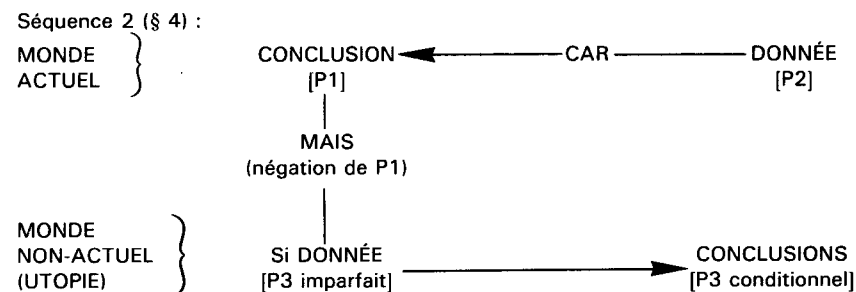 Séquence 2 (§ 4) :
MONDE ACTUEL
CONCLUSION [P1]
CAR
DONNÉE [P2]
MAIS
(négation de P1)
MONDE NON-ACTUEL (UTOPIE)
Si DONNÉE [P3 imparfait]
CONCLUSIONS [P3 conditionnel]